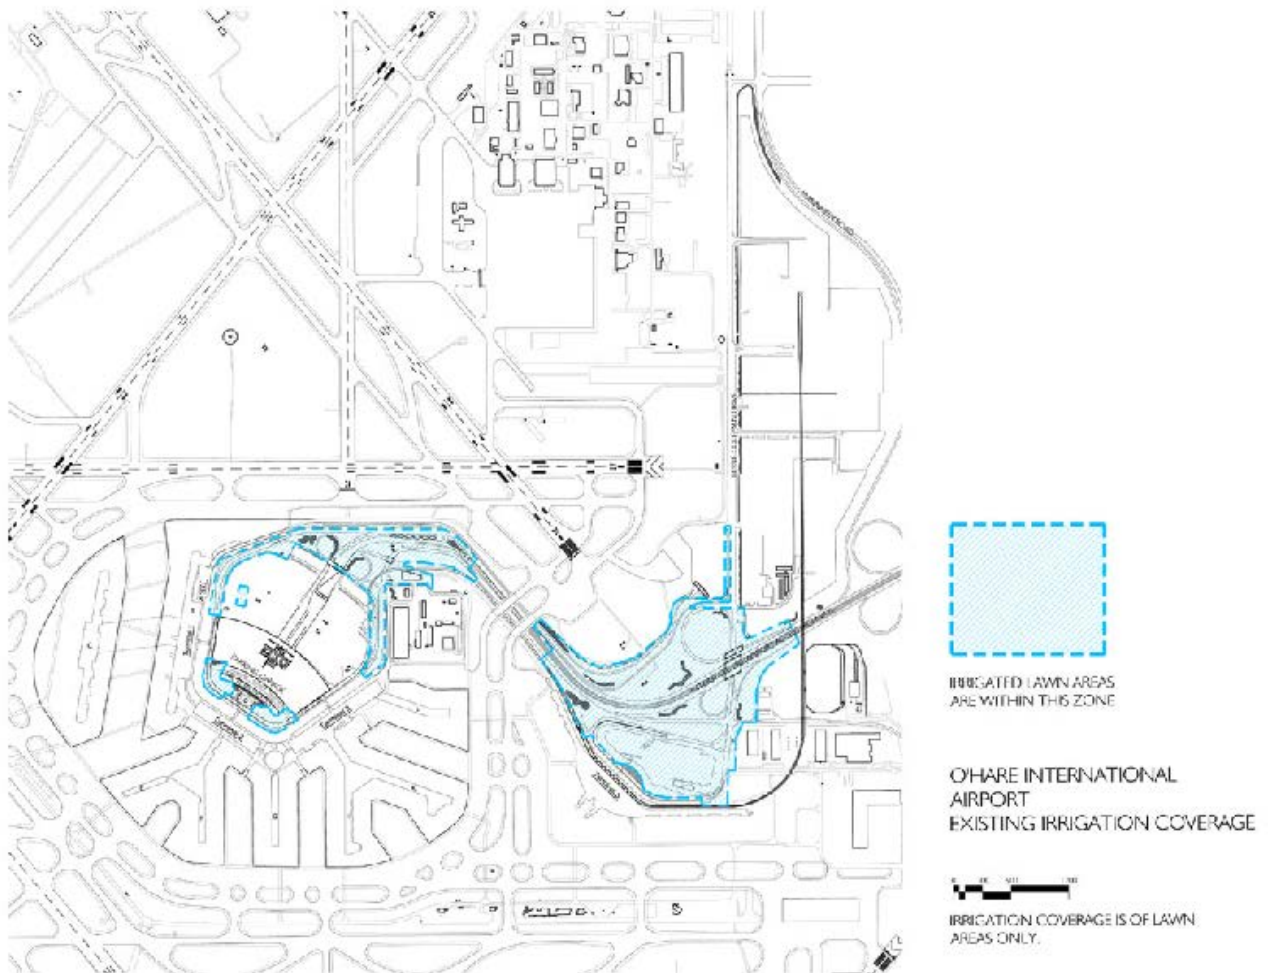 IRRIGATED LAWN AREAS
ARE WITHIN THIS ZONE
O'HARE INTERNATIONAL
AIRPORT
EXISTING IRRIGATION COVERAGE
IRRIGATION COVERAGE IS OF LAWN
AREAS ONLY.